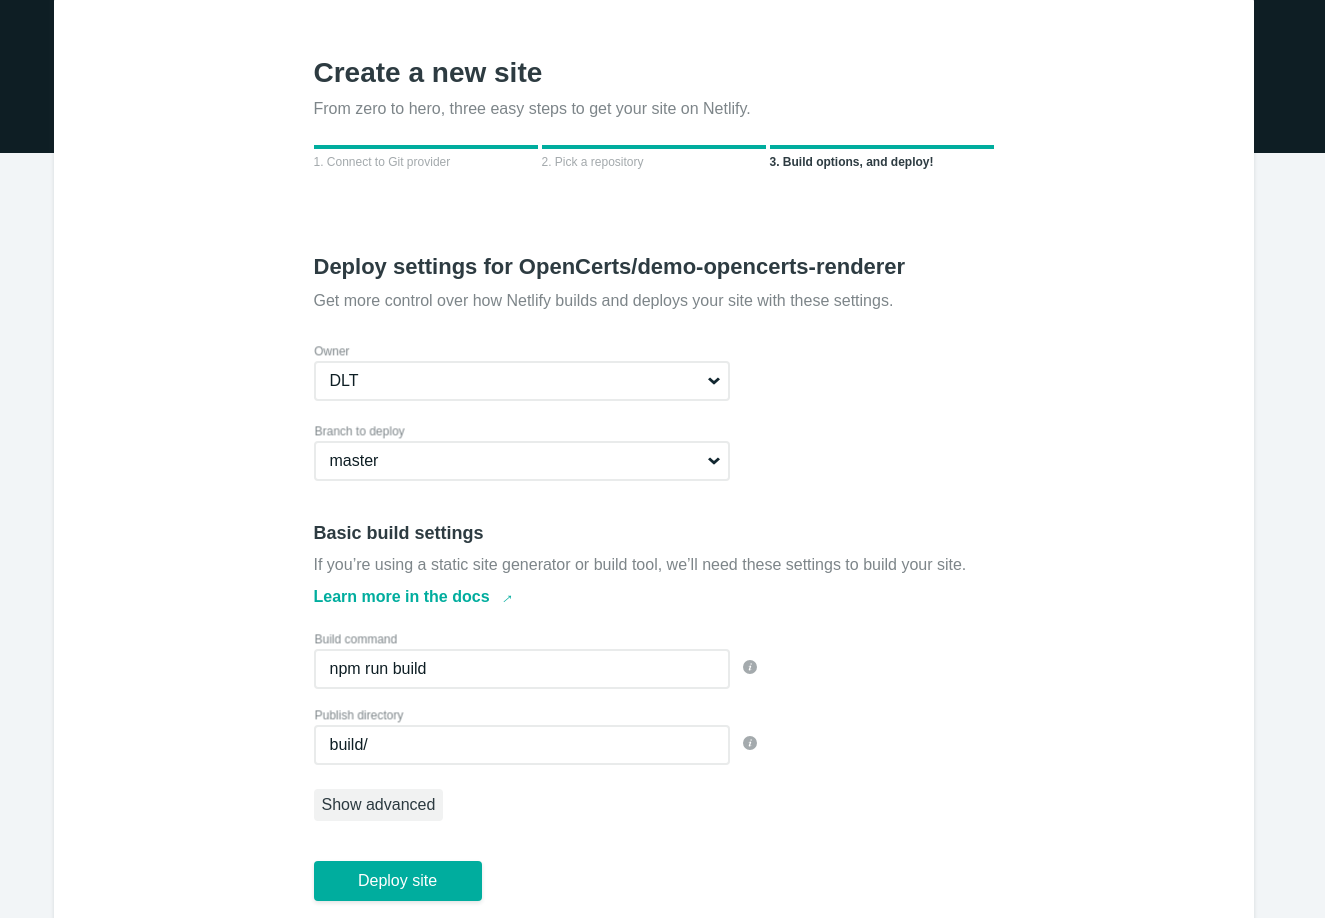 Create a new site
From zero to hero, three easy steps to get your site on Netlify.
1. Connect to Git provider
2. Pick a repository
3. Build options, and deploy!
Deploy settings for OpenCerts/demo-opencerts-renderer
Get more control over how Netlify builds and deploys your site with these settings.
Owner
DLT
Branch to deploy
master
Basic build settings
If you’re using a static site generator or build tool, we’ll need these settings to build your site.
Learn more in the docs →
Build command
npm run build
Publish directory
build/
Show advanced
Deploy site